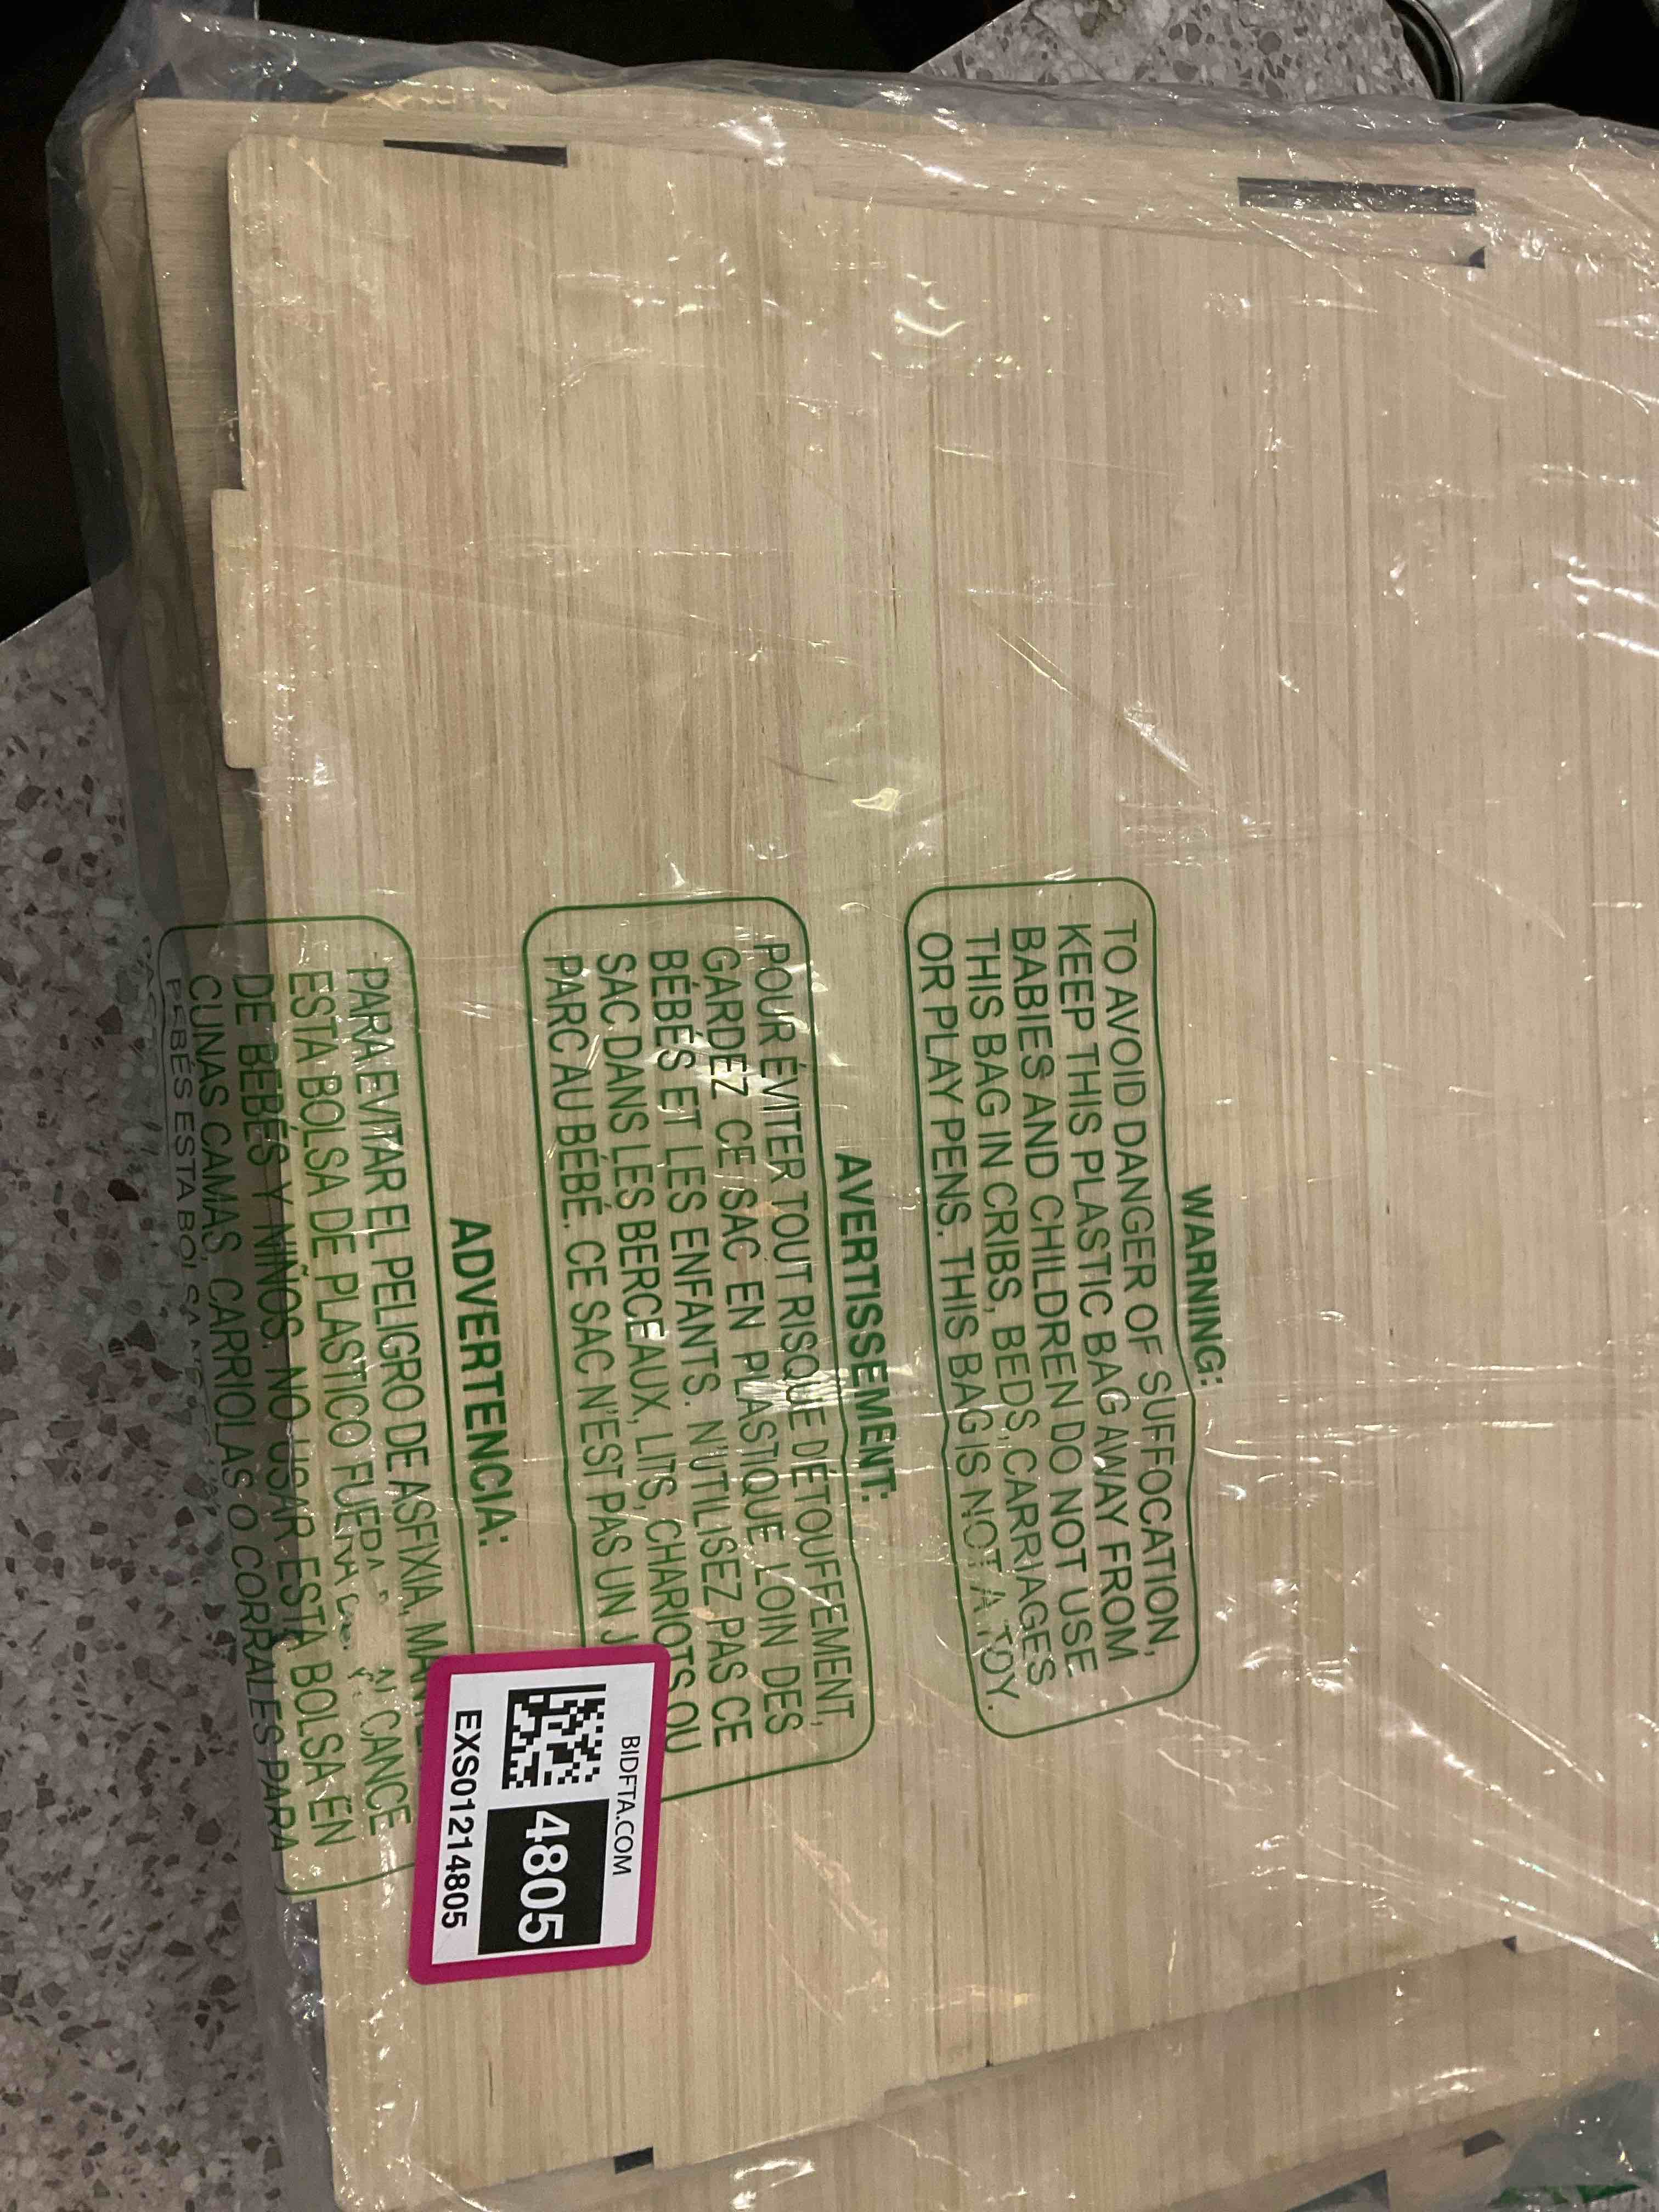 WARNING:
TO AVOID DANGER OF SUFFOCATION,
KEEP THIS PLASTIC BAG AWAY FROM
BABIES AND CHILDREN DO NOT USE
THIS BAG IN CRIBS, BEDS, CARRIAGES
OR PLAY PENS. THIS BAG IS NOT A TOY.
AVERTISSEMENT:
POUR ÉVITER TOUT RISQUE D'ÉTOUFFEMENT,
GARDEZ CE SAC EN PLASTIQUE LOIN DES
BÉBÉS ET LES ENFANTS. N'UTILISEZ PAS CE
SAC DANS LES BERCEAUX, LITS, CHARIOTS OU
PARC AU BÉBÉ. CE SAC N'EST PAS UN
ADVERTENCIA:
PARA EVITAR EL PELIGRO DE ASFIXIA,
ESTA BOLSA DE PLASTICO FUERA
DE BEBÉS Y NIÑOS. NO USAR ESTA BOLSA EN
CUNAS CAMAS, CARRIOLAS O CORRALES PARA
BEBÉS ESTA BOLSA
BIDFTA.COM
4805
EXS01214805